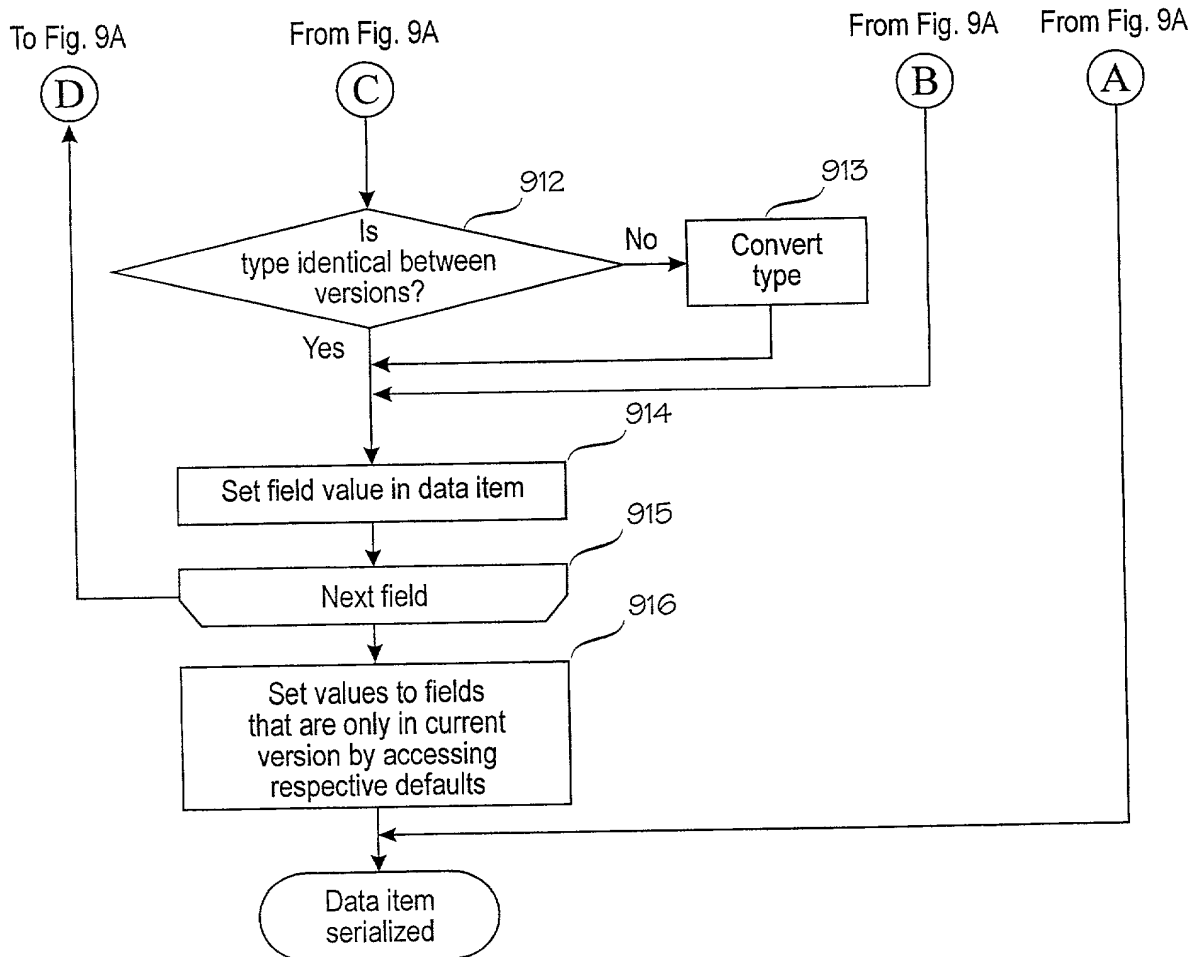 To Fig. 9A
From Fig. 9A
From Fig. 9A
From Fig. 9A
D
C
B
A
912
913
Is
type identical between
versions?
No
Convert
type
Yes
914
Set field value in data item
915
Next field
916
Set values to fields
that are only in current
version by accessing
respective defaults
Data item
serialized